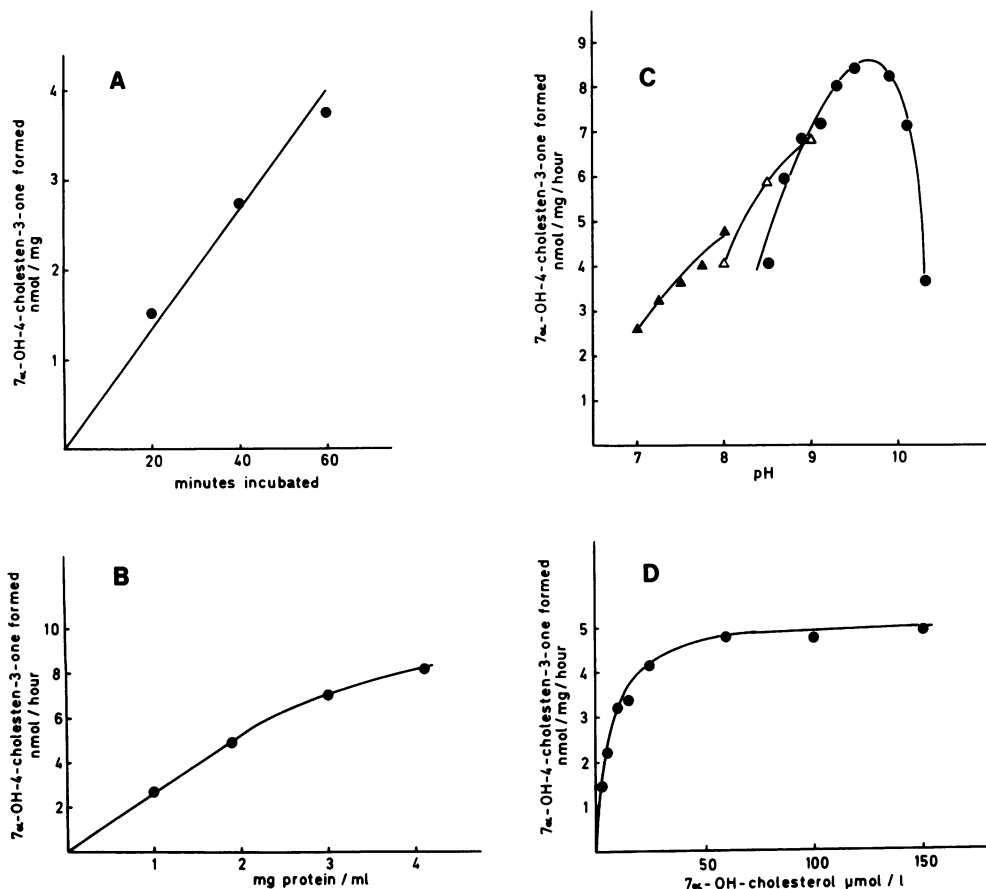 A
7α-OH-4-cholesten-3-one formed
nmol / mg
4
3
2
1
20
40
60
minutes incubated
C
7α-OH-4-cholesten-3-one formed
nmol/mg/hour
9
8
7
6
5
4
3
2
1
7
8
9
10
pH
B
7α-OH-4-cholesten-3-one formed
nmol / hour
10
8
6
4
2
1
2
3
4
mg protein / ml
D
7α-OH-4-cholesten-3-one formed
nmol/mg/hour
5
4
3
2
1
50
100
150
7α-OH-cholesterol µmol / l